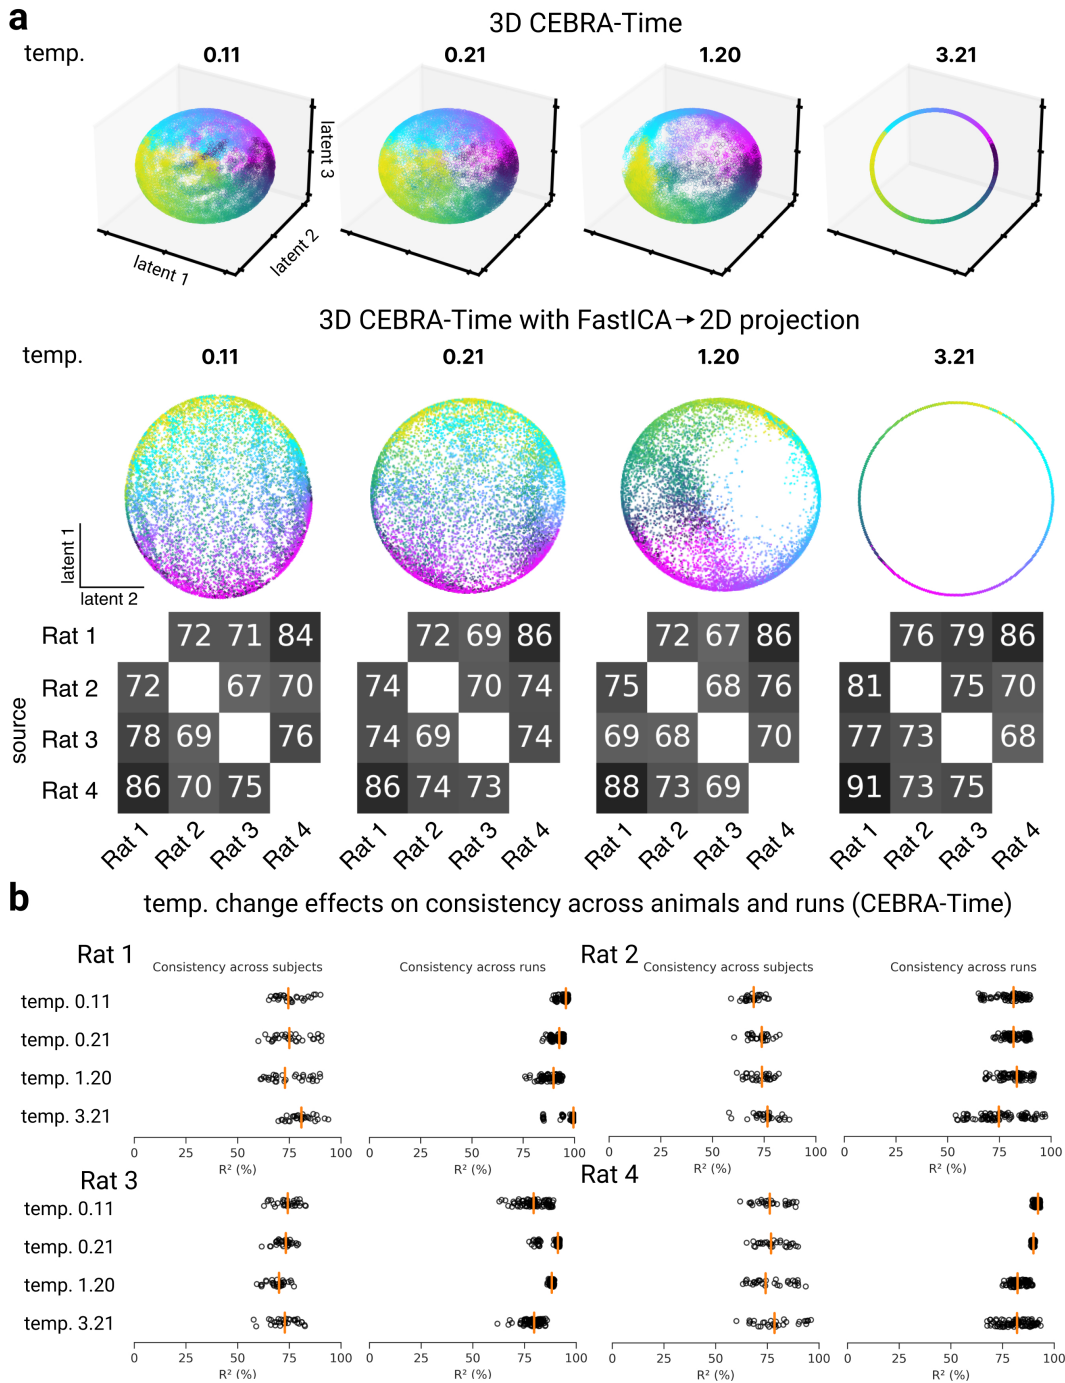 a
3D CEBRA-Time
temp. 0.11 0.21 1.20 3.21
latent 3
latent 2
latent 1
3D CEBRA-Time with FastICA→2D projection
temp. 0.11 0.21 1.20 3.21
latent 1
latent 2
source
Rat 1 72 71 84 72 69 86 72 67 86 76 79 86
Rat 2 72 67 70 74 70 74 75 68 76 81 75 70
Rat 3 78 69 76 74 69 74 69 68 70 77 73 68
Rat 4 86 70 75 86 74 73 88 73 69 91 73 75
Rat 1 Rat 2 Rat 3 Rat 4 Rat 1 Rat 2 Rat 3 Rat 4 Rat 1 Rat 2 Rat 3 Rat 4 Rat 1 Rat 2 Rat 3 Rat 4
b
temp. change effects on consistency across animals and runs (CEBRA-Time)
Rat 1 Rat 2
Consistency across subjects Consistency across runs Consistency across subjects Consistency across runs
temp. 0.11
temp. 0.21
temp. 1.20
temp. 3.21
0 25 50 75 100 0 25 50 75 100 0 25 50 75 100 0 25 50 75 100
R² (%) R² (%) R² (%) R² (%)
Rat 3 Rat 4
temp. 0.11
temp. 0.21
temp. 1.20
temp. 3.21
0 25 50 75 100 0 25 50 75 100 0 25 50 75 100 0 25 50 75 100
R² (%) R² (%) R² (%) R² (%)